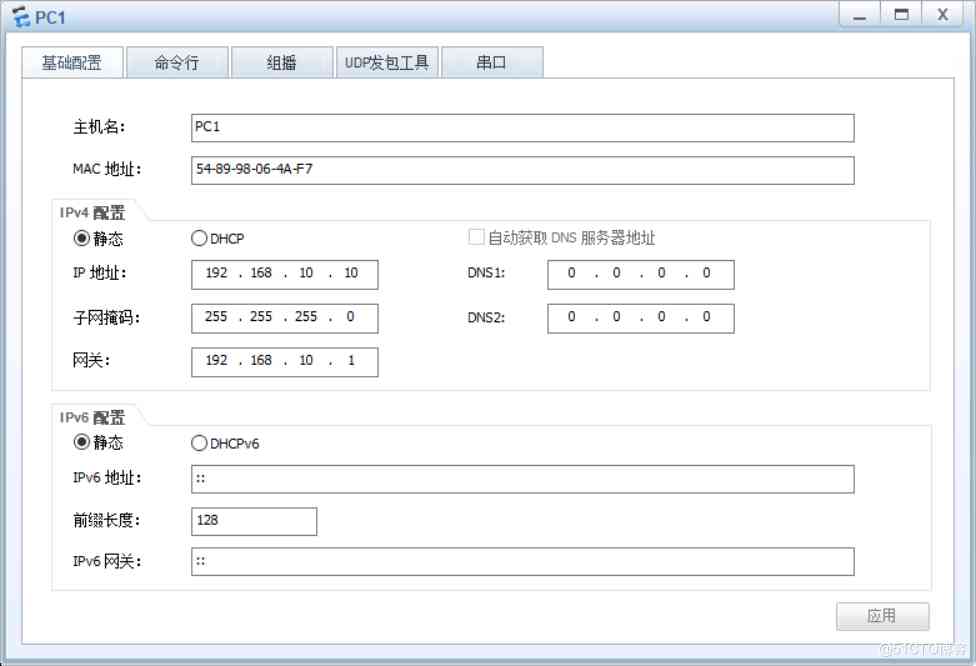 PC1
基础配置 命令行 组播 UDP发包工具 串口
主机名: PC1
MAC 地址: 54-89-98-06-4A-F7
IPv4 配置
静态 DHCP 自动获取 DNS 服务器地址
IP 地址: 192 . 168 . 10 . 10 DNS1: 0 . 0 . 0 . 0
子网掩码: 255 . 255 . 255 . 0 DNS2: 0 . 0 . 0 . 0
网关: 192 . 168 . 10 . 1
IPv6 配置
静态 DHCPv6
IPv6 地址: ::
前缀长度: 128
IPv6 网关: ::
应用
@51CTO博客